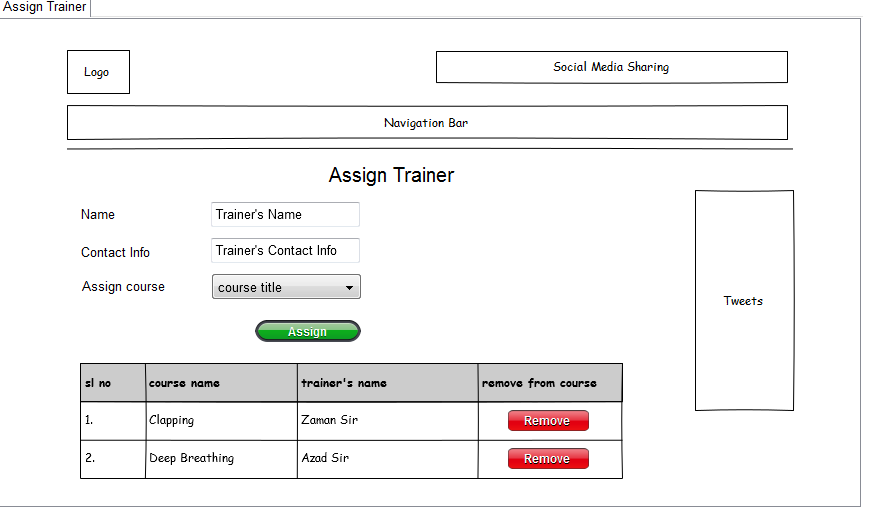 Assign Trainer
Logo
Social Media Sharing
Navigation Bar
Assign Trainer
Name
Trainer's Name
Contact Info
Trainer's Contact Info
Assign course
course title
Assign
Tweets
sl no course name trainer's name remove from course
1. Clapping Zaman Sir Remove
2. Deep Breathing Azad Sir Remove